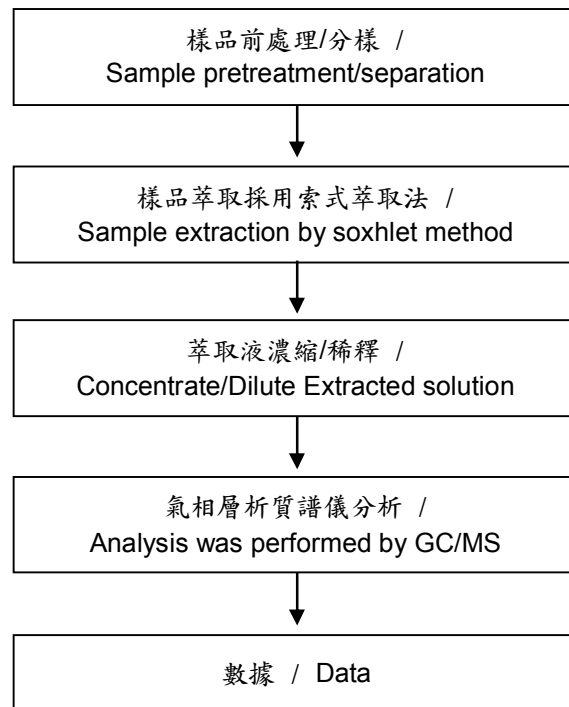 樣品前處理/分樣 /
Sample pretreatment/separation
樣品萃取採用索式萃取法 /
Sample extraction by soxhlet method
萃取液濃縮/稀釋 /
Concentrate/Dilute Extracted solution
氣相層析質譜儀分析 /
Analysis was performed by GC/MS
數據 / Data